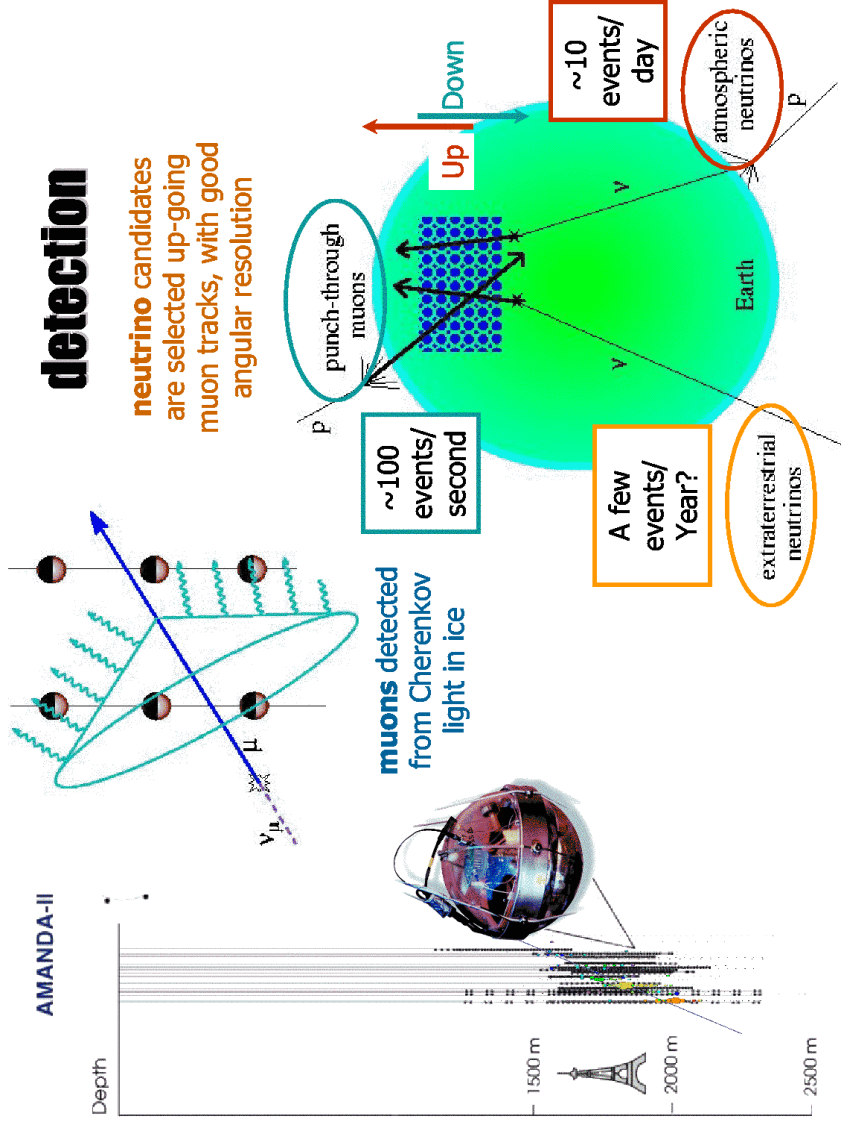 detection
AMANDA-II
Depth
1500 m
2000 m
2500 m
νμ
μ
muons detected
from Cherenkov
light in ice
neutrino candidates
are selected up-going
muon tracks, with good
angular resolution
p
punch-through
muons
~100
events/
second
Up
Down
ν
ν
Earth
A few
events/
Year?
extraterrestrial
neutrinos
~10
events/
day
atmospheric
neutrinos
p